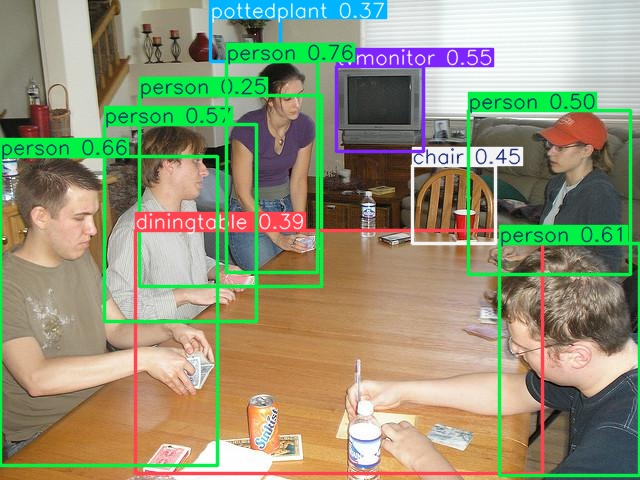 pottedplant 0.37
person 0.76
tvmonitor 0.55
person 0.25
person 0.50
person 0.57
person 0.66
chair 0.45
diningtable 0.39
person 0.61
Sunkist